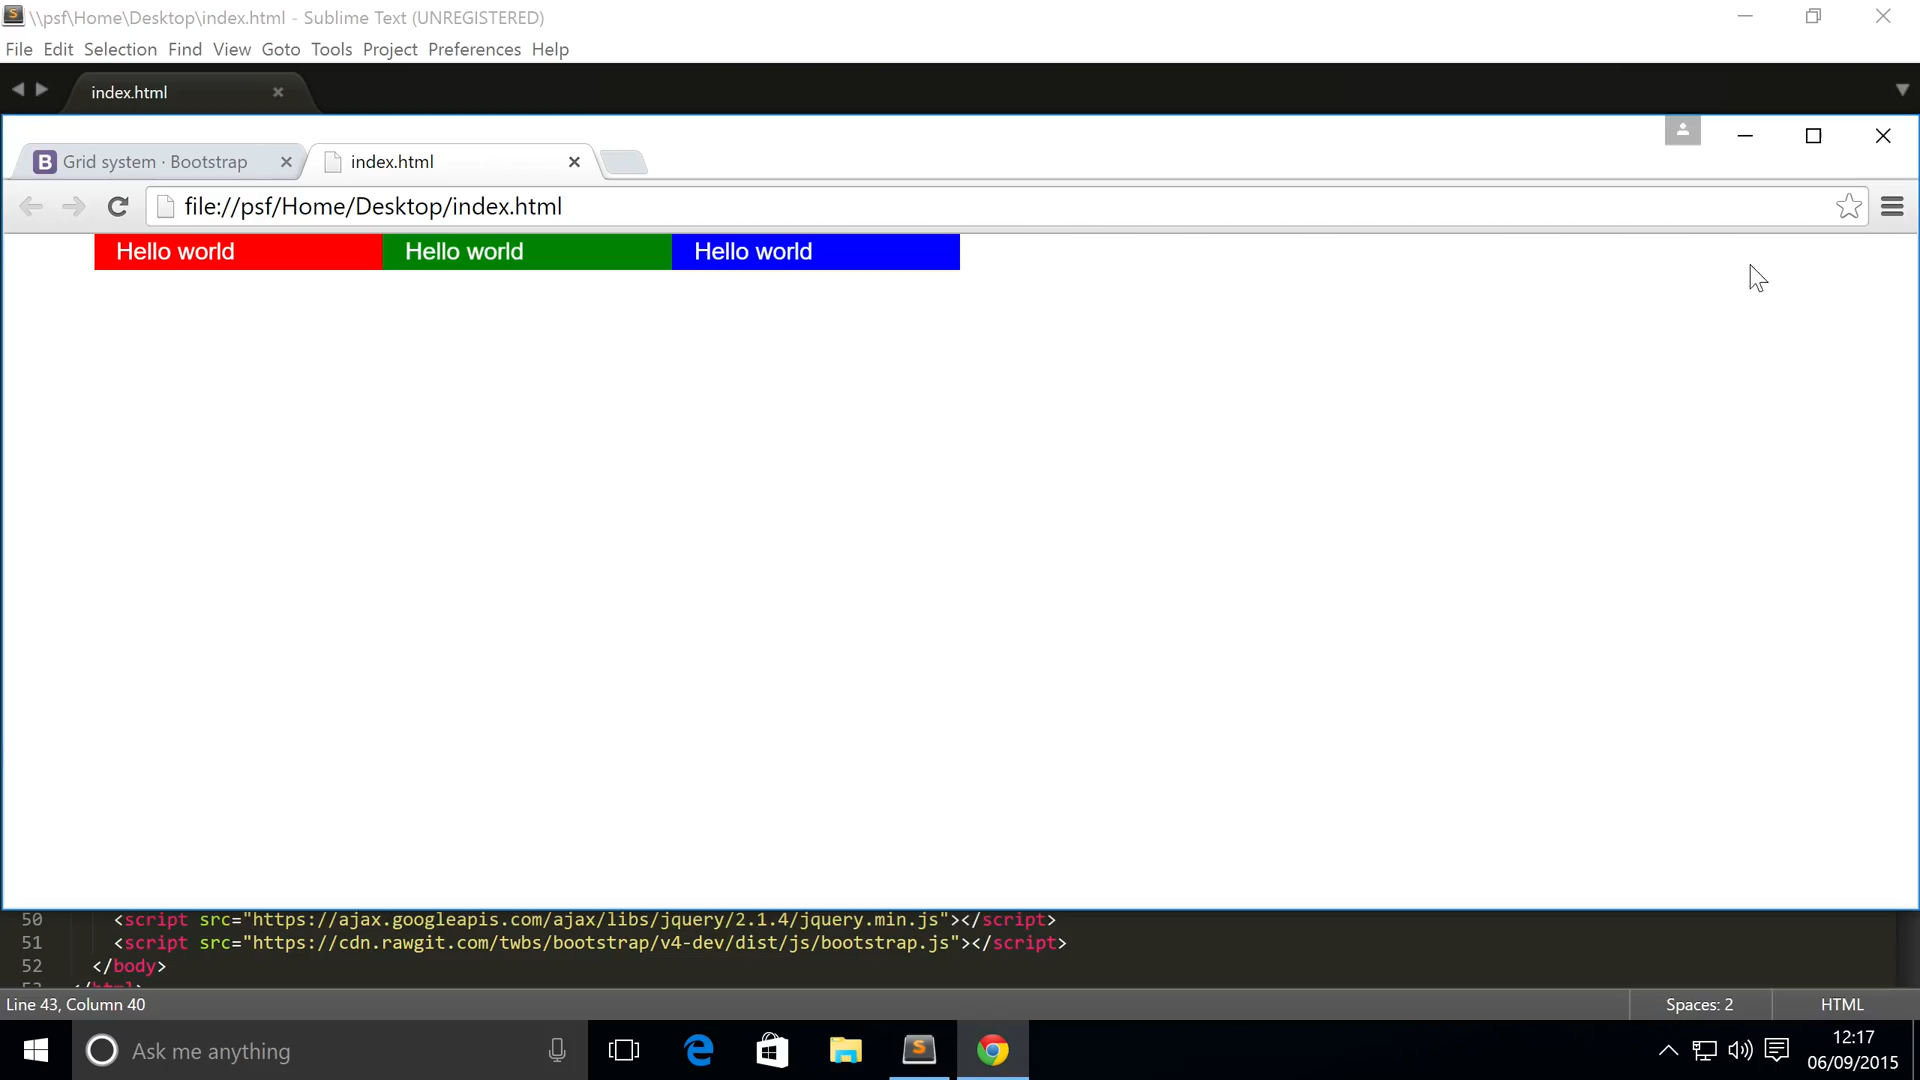 \\psf\Home\Desktop\index.html - Sublime Text (UNREGISTERED)
File Edit Selection Find View Goto Tools Project Preferences Help
index.html
Grid system · Bootstrap
index.html
file://psf/Home/Desktop/index.html
Hello world Hello world Hello world
50 <script src="https://ajax.googleapis.com/ajax/libs/jquery/2.1.4/jquery.min.js"></script>
51 <script src="https://cdn.rawgit.com/twbs/bootstrap/v4-dev/dist/js/bootstrap.js"></script>
52 </body>
Line 43, Column 40 Spaces: 2 HTML
Ask me anything
12:17
06/09/2015